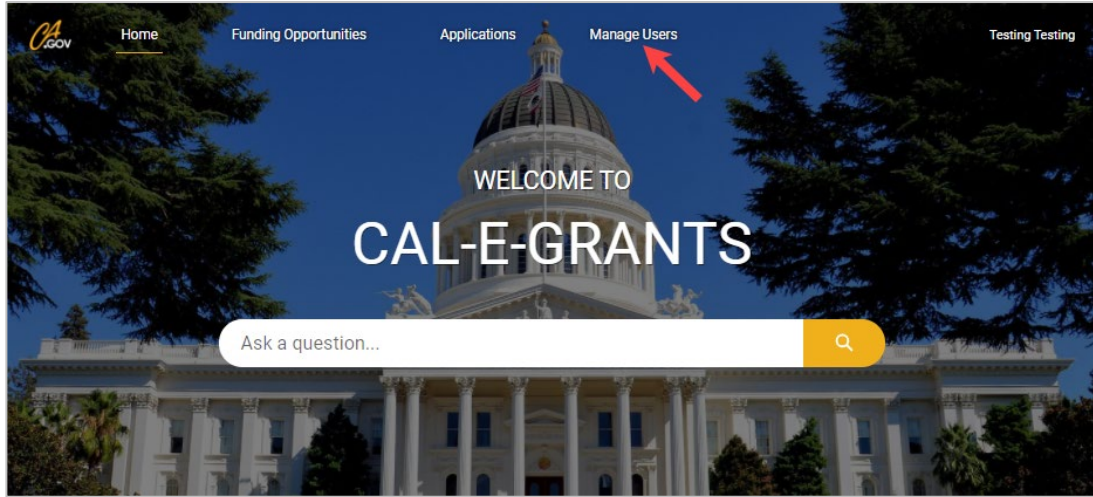 CA.GOV
Home Funding Opportunities Applications Manage Users Testing Testing
WELCOME TO
CAL-E-GRANTS
Ask a question...